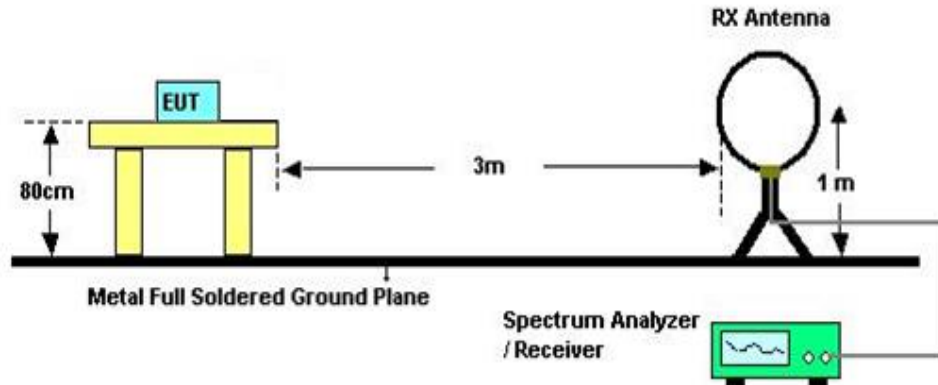 RX Antenna
EUT
80cm
3m
1 m
Metal Full Soldered Ground Plane
Spectrum Analyzer
/ Receiver